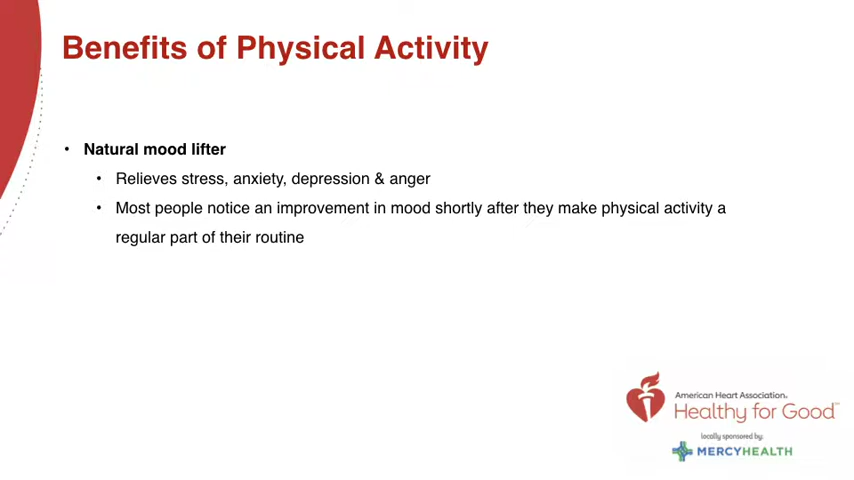 Benefits of Physical Activity
• Natural mood lifter
• Relieves stress, anxiety, depression & anger
• Most people notice an improvement in mood shortly after they make physical activity a
regular part of their routine
American Heart Association®
Healthy for Good™
locally sponsored by:
MERCYHEALTH